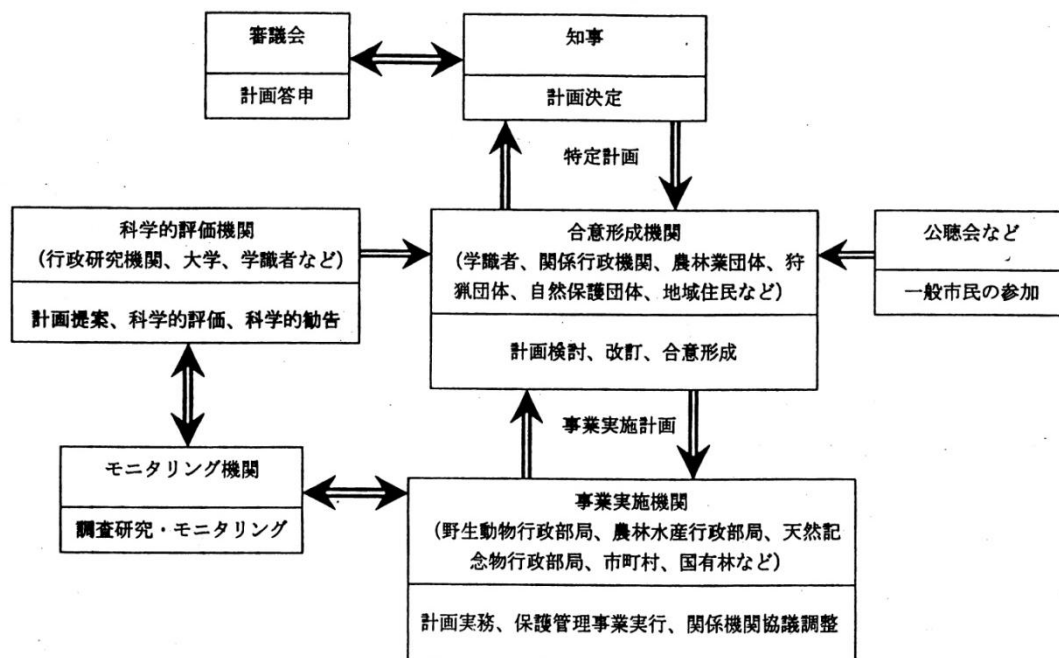 審議会
計画答申
知事
計画決定
特定計画
科学的評価機関
(行政研究機関、大学、学識者など)
計画提案、科学的評価、科学的勧告
合意形成機関
(学識者、関係行政機関、農林業団体、狩
猟団体、自然保護団体、地域住民など)
計画検討、改訂、合意形成
公聴会など
一般市民の参加
事業実施計画
モニタリング機関
調査研究・モニタリング
事業実施機関
(野生動物行政部局、農林水産行政部局、天然記
念物行政部局、市町村、国有林など)
計画実務、保護管理事業実行、関係機関協議調整